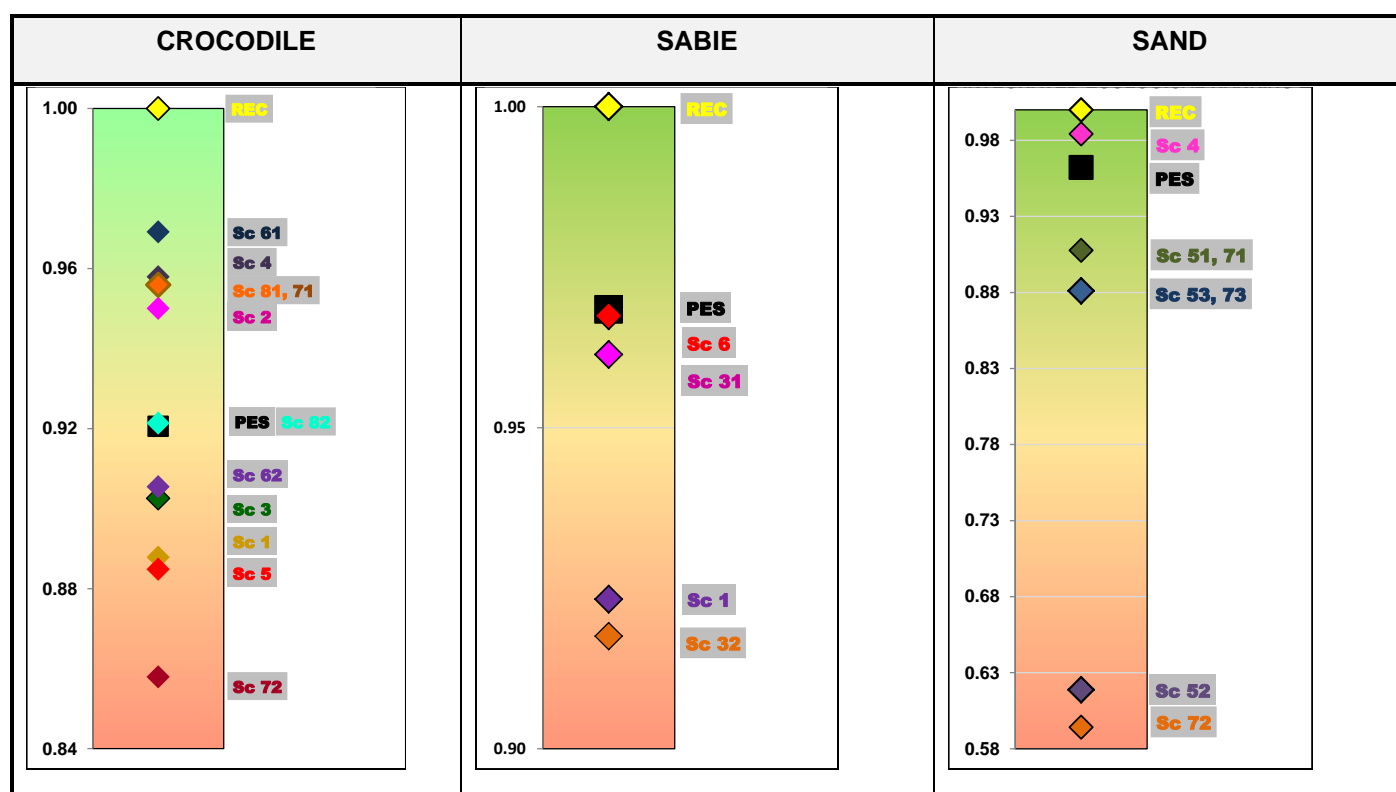 CROCODILE
SABIE
SAND
1.00
0.96
0.92
0.88
0.84
REC
Sc 61
Sc 4
Sc 81, 71
Sc 2
PES Sc 82
Sc 62
Sc 3
Sc 1
Sc 5
Sc 72
1.00
0.95
0.90
REC
PES
Sc 6
Sc 31
Sc 1
Sc 32
0.98
0.93
0.88
0.83
0.78
0.73
0.68
0.63
0.58
REC
Sc 4
PES
Sc 51, 71
Sc 53, 73
Sc 52
Sc 72